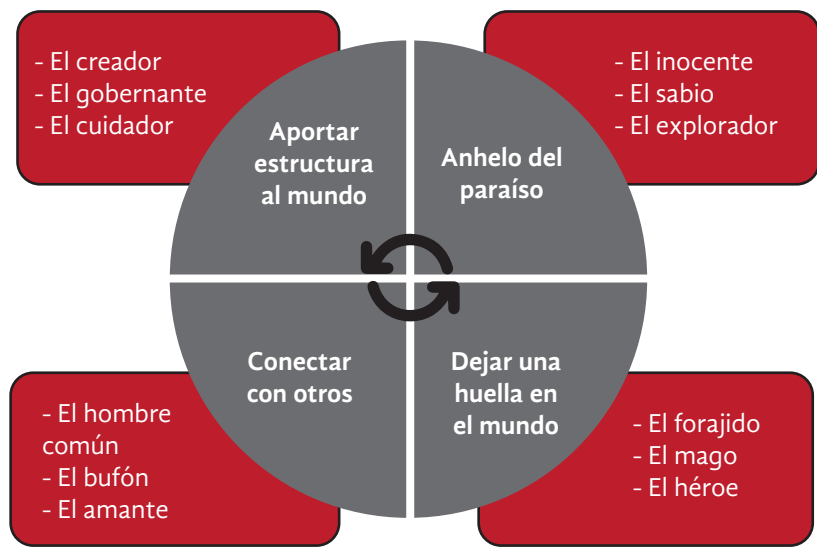 - El creador
- El gobernante
- El cuidador
Aportar
estructura
al mundo
- El inocente
- El sabio
- El explorador
Anhelo del
paraíso
- El hombre
común
- El bufón
- El amante
Conectar
con otros
Dejar una
huella en
el mundo
- El forajido
- El mago
- El héroe